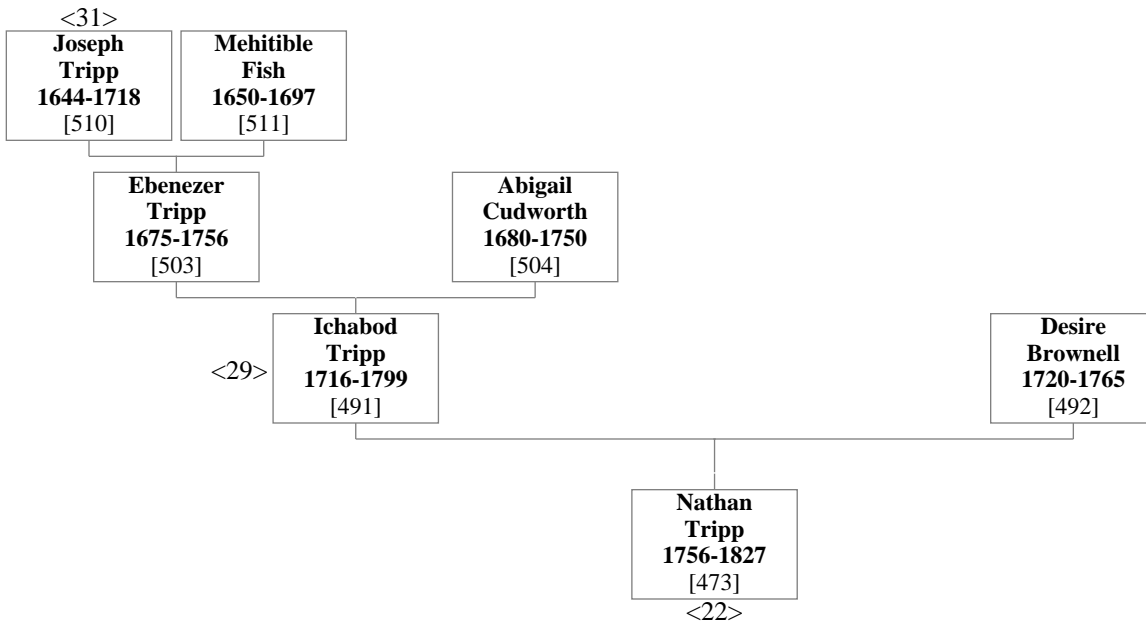 <31>
Joseph
Tripp
1644-1718
[510]
Mehitible
Fish
1650-1697
[511]
Ebenezer
Tripp
1675-1756
[503]
Abigail
Cudworth
1680-1750
[504]
<29>
Ichabod
Tripp
1716-1799
[491]
Desire
Brownell
1720-1765
[492]
Nathan
Tripp
1756-1827
[473]
<22>